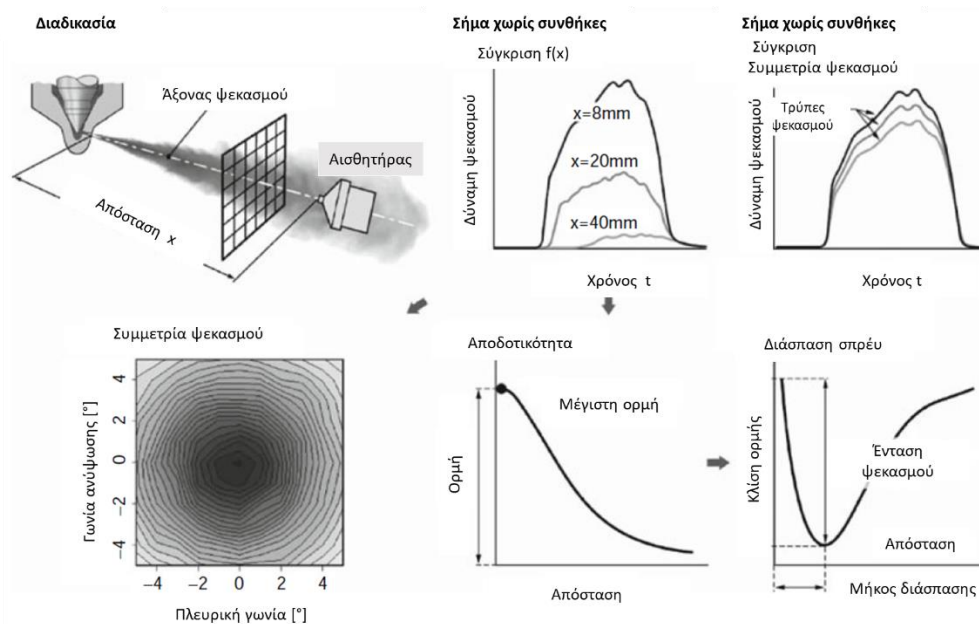 Διαδικασία
Άξονας ψεκασμού
Αισθητήρας
Απόσταση x
Σήμα χωρίς συνθήκες
Σύγκριση f(x)
Δύναμη ψεκασμού
x=8mm
x=20mm
x=40mm
Χρόνος t
Σήμα χωρίς συνθήκες
Σύγκριση
Συμμετρία ψεκασμού
Δύναμη ψεκασμού
Τρύπες
ψεκασμού
Χρόνος t
Συμμετρία ψεκασμού
Γωνία ανύψωσης [°]
4
2
0
−2
−4
−4 −2 0 2 4
Πλευρική γωνία [°]
Αποδοτικότητα
Μέγιστη ορμή
Ορμή
Απόσταση
Διάσπαση σπρέυ
Κλίση ορμής
Ένταση
ψεκασμού
Απόσταση
Μήκος διάσπασης